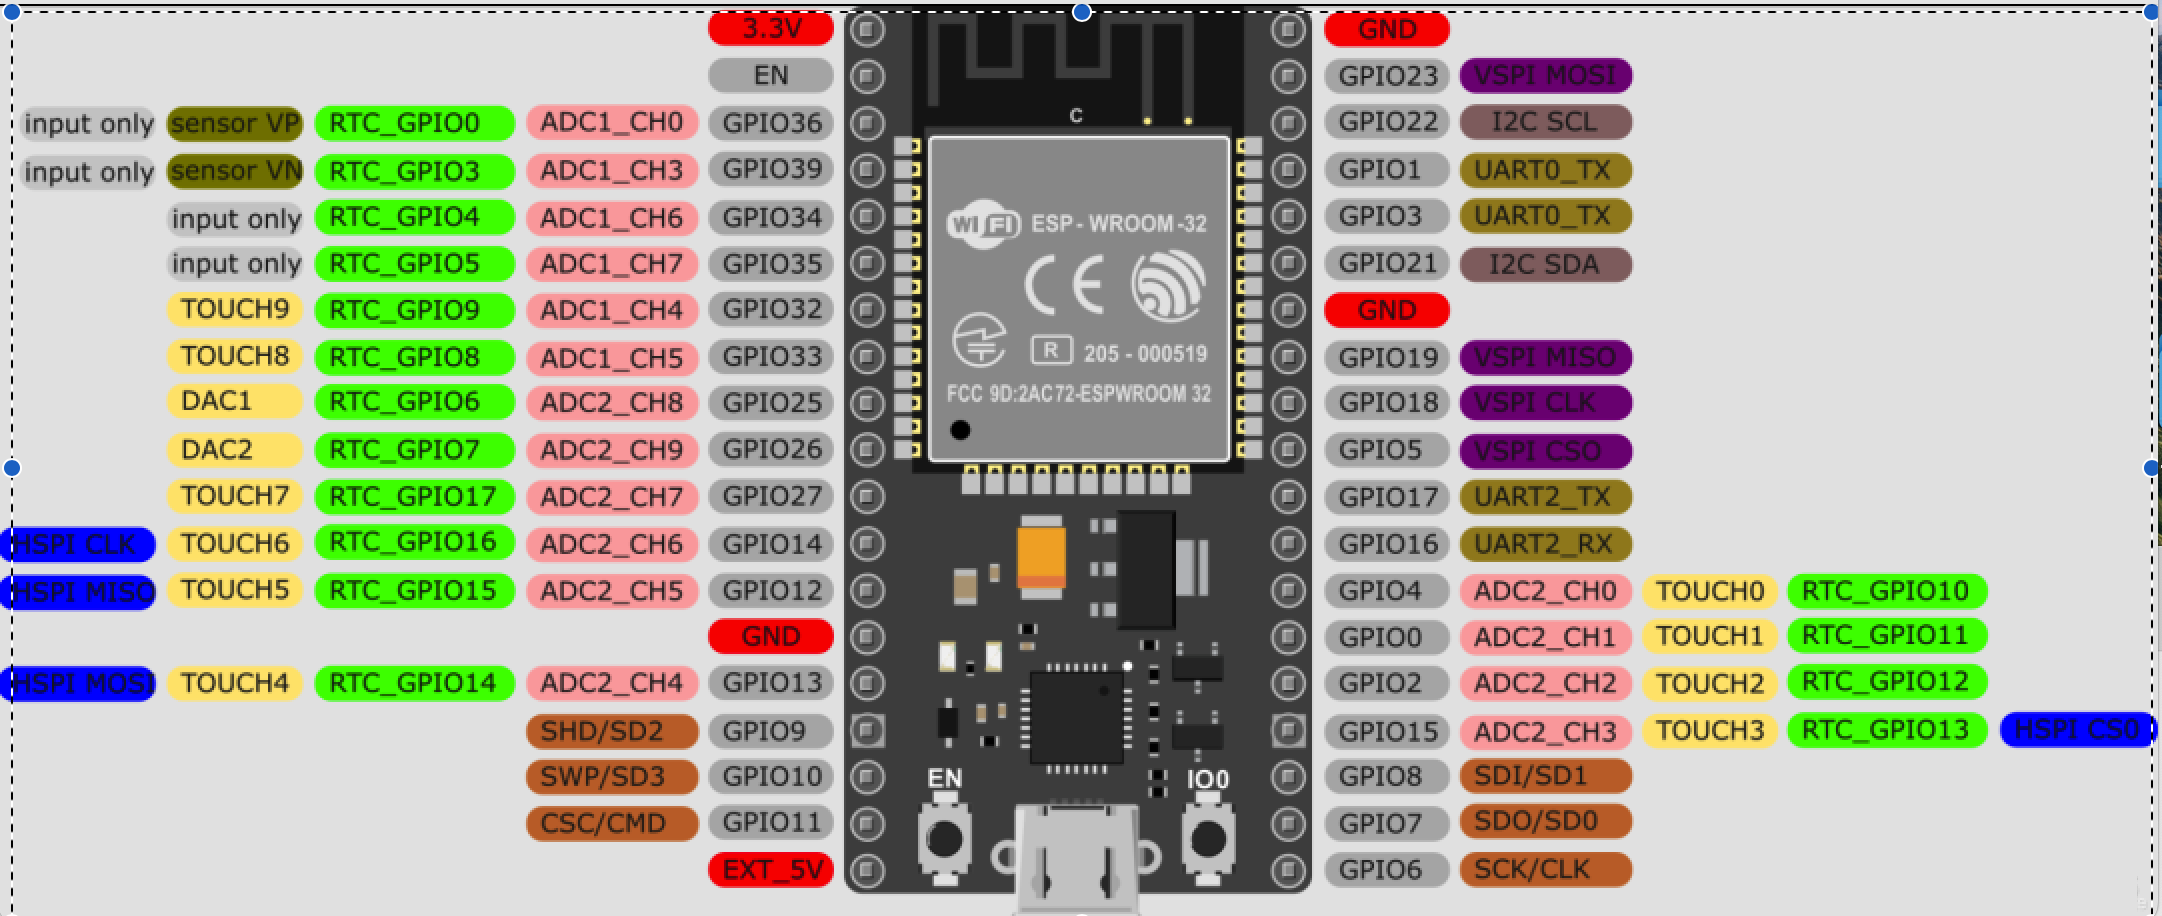 3.3V GND
EN GPIO23 VSPI MOSI
input only sensor VP RTC_GPIO0 ADC1_CH0 GPIO36 C GPIO22 I2C SCL
input only sensor VN RTC_GPIO3 ADC1_CH3 GPIO39 GPIO1 UART0_TX
input only RTC_GPIO4 ADC1_CH6 GPIO34 WiFi ESP-WROOM-32 GPIO3 UART0_TX
input only RTC_GPIO5 ADC1_CH7 GPIO35 CE GPIO21 I2C SDA
TOUCH9 RTC_GPIO9 ADC1_CH4 GPIO32 GND
TOUCH8 RTC_GPIO8 ADC1_CH5 GPIO33 R 205-000519 GPIO19 VSPI MISO
DAC1 RTC_GPIO6 ADC2_CH8 GPIO25 FCC 9D:2AC72-ESPWROOM 32 GPIO18 VSPI CLK
DAC2 RTC_GPIO7 ADC2_CH9 GPIO26 GPIO5 VSPI CSO
TOUCH7 RTC_GPIO17 ADC2_CH7 GPIO27 GPIO17 UART2_TX
HSPI CLK TOUCH6 RTC_GPIO16 ADC2_CH6 GPIO14 GPIO16 UART2_RX
HSPI MISO TOUCH5 RTC_GPIO15 ADC2_CH5 GPIO12 GPIO4 ADC2_CH0 TOUCH0 RTC_GPIO10
GND GPIO0 ADC2_CH1 TOUCH1 RTC_GPIO11
HSPI MOSI TOUCH4 RTC_GPIO14 ADC2_CH4 GPIO13 GPIO2 ADC2_CH2 TOUCH2 RTC_GPIO12
SHD/SD2 GPIO9 GPIO15 ADC2_CH3 TOUCH3 RTC_GPIO13 HSPI CS0
SWP/SD3 GPIO10 EN IO0 GPIO8 SDI/SD1
CSC/CMD GPIO11 GPIO7 SDO/SD0
EXT_5V GPIO6 SCK/CLK